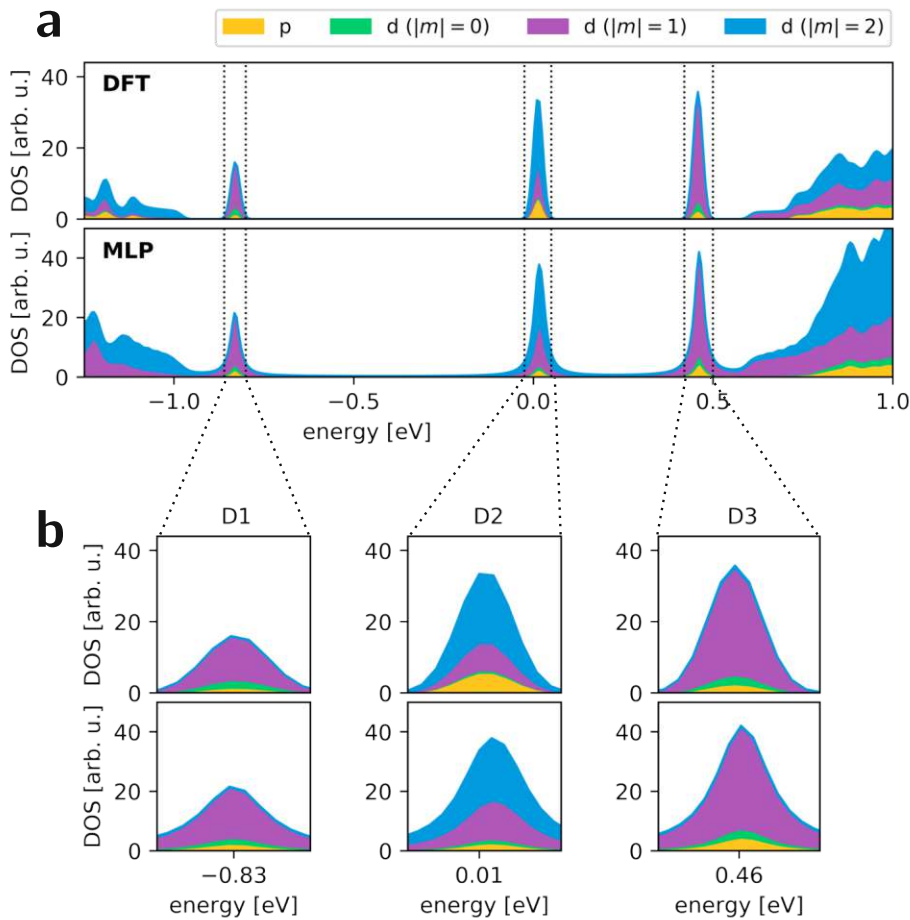 a
p d (|m| = 0) d (|m| = 1) d (|m| = 2)
DFT
DOS [arb. u.]
40
20
0
MLP
DOS [arb. u.]
40
20
0
−1.0 −0.5 0.0 0.5 1.0
energy [eV]
b
D1 D2 D3
DOS [arb. u.]
40 40 40
20 20 20
0 0 0
DOS [arb. u.]
40 40 40
20 20 20
0 0 0
−0.83 0.01 0.46
energy [eV] energy [eV] energy [eV]